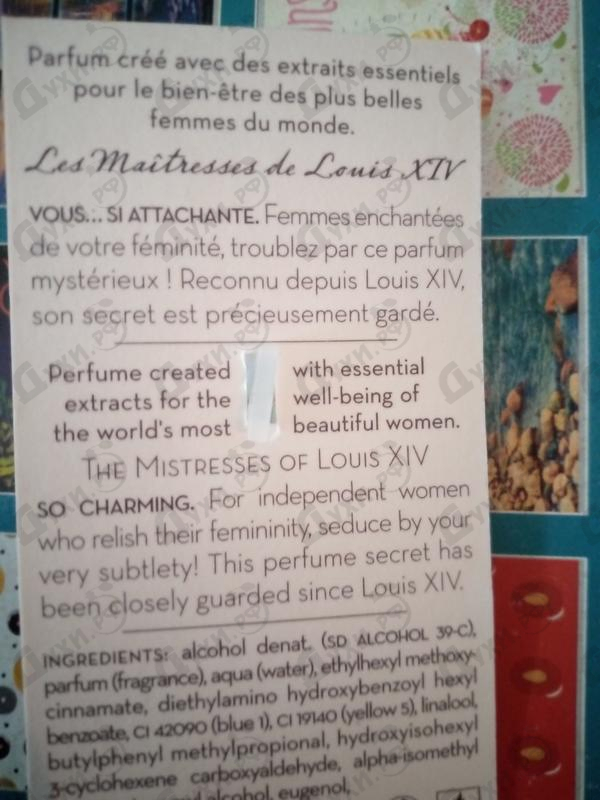 Parfum créé avec des extraits essentiels
pour le bien-être des plus belles
femmes du monde.
Les Maîtresses de Louis XIV
VOUS... SI ATTACHANTE. Femmes enchantées
de votre féminité, troublez par ce parfum
mystérieux ! Reconnu depuis Louis XIV,
son secret est précieusement gardé.
Perfume created with essential
extracts for the well-being of
the world's most beautiful women.
THE MISTRESSES OF LOUIS XIV
SO CHARMING. For independent women
who relish their femininity, seduce by your
very subtlety! This perfume secret has
been closely guarded since Louis XIV.
INGREDIENTS: alcohol denat. (SD ALCOHOL 39-C),
parfum (fragrance), aqua (water), ethylhexyl methoxy-
cinnamate, diethylamino hydroxybenzoyl hexyl
benzoate, CI 42090 (blue 1), CI 19140 (yellow 5), linalool,
butylphenyl methylpropional, hydroxyisohexyl
3-cyclohexene carboxyaldehyde, alpha-isomethyl
alcohol, eugenol,
Духи.рф